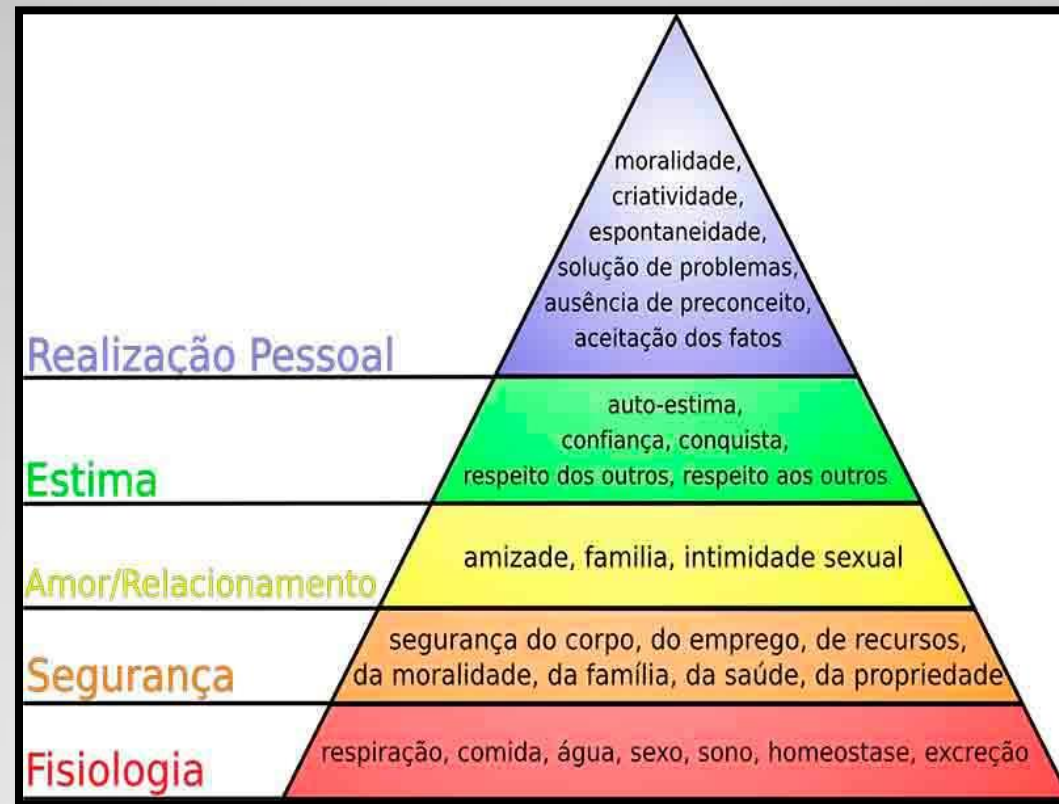 moralidade,
criatividade,
espontaneidade,
solução de problemas,
ausência de preconceito,
aceitação dos fatos
Realização Pessoal
auto-estima,
confiança, conquista,
respeito dos outros, respeito aos outros
Estima
amizade, familia, intimidade sexual
Amor/Relacionamento
segurança do corpo, do emprego, de recursos,
da moralidade, da família, da saúde, da propriedade
Segurança
respiração, comida, água, sexo, sono, homeostase, excreção
Fisiologia